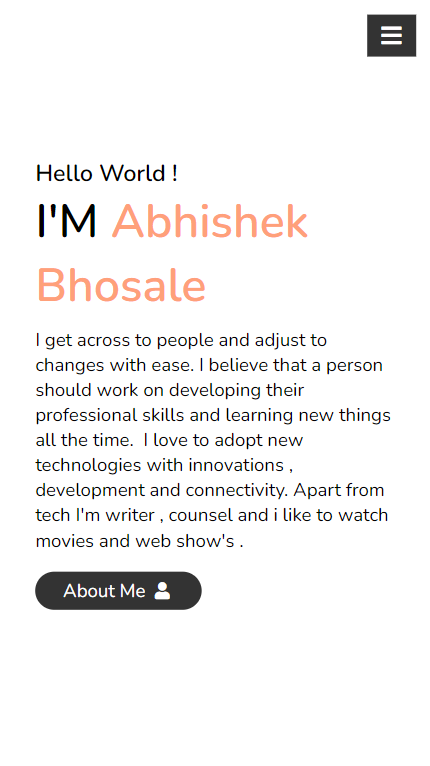 Hello World !
I'M Abhishek
Bhosale
I get across to people and adjust to
changes with ease. I believe that a person
should work on developing their
professional skills and learning new things
all the time.  I love to adopt new
technologies with innovations ,
development and connectivity. Apart from
tech I'm writer , counsel and i like to watch
movies and web show's .
About Me